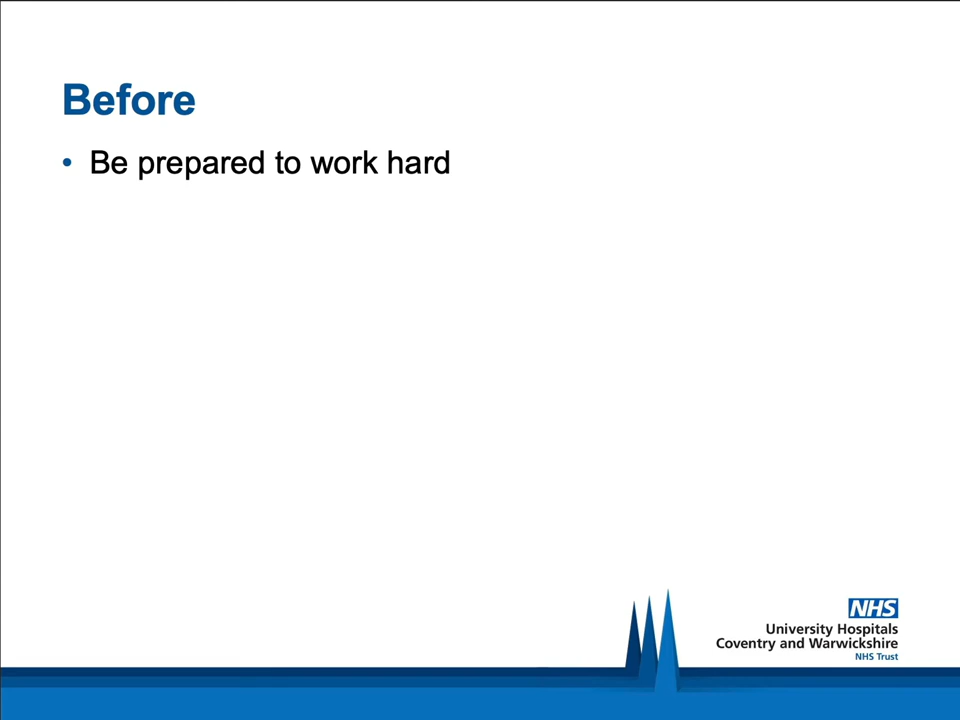 Before
• Be prepared to work hard
NHS
University Hospitals
Coventry and Warwickshire
NHS Trust